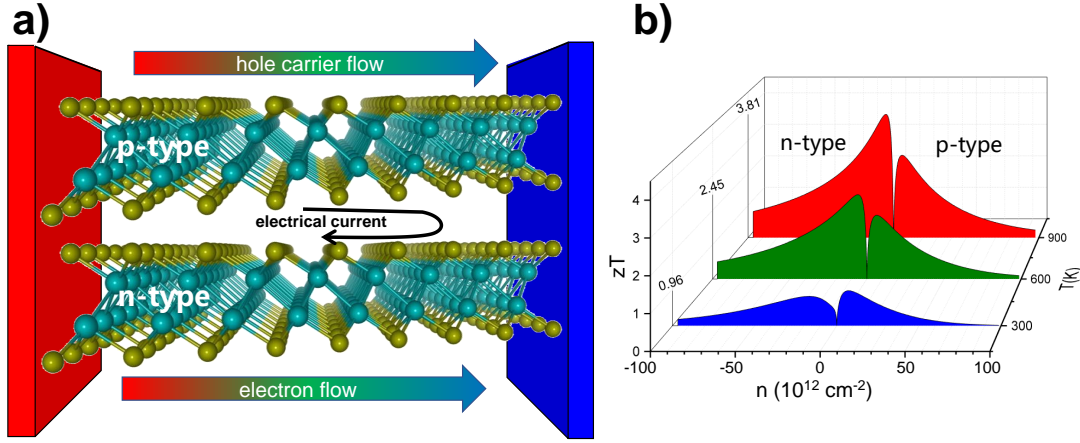 a)
hole carrier flow
p-type
electrical current
n-type
electron flow
b)
3.81
n-type
p-type
2.45
0.96
4
3
2
1
0
zT
900
600
300
T(K)
-100
-50
0
50
100
n (10¹² cm⁻²)